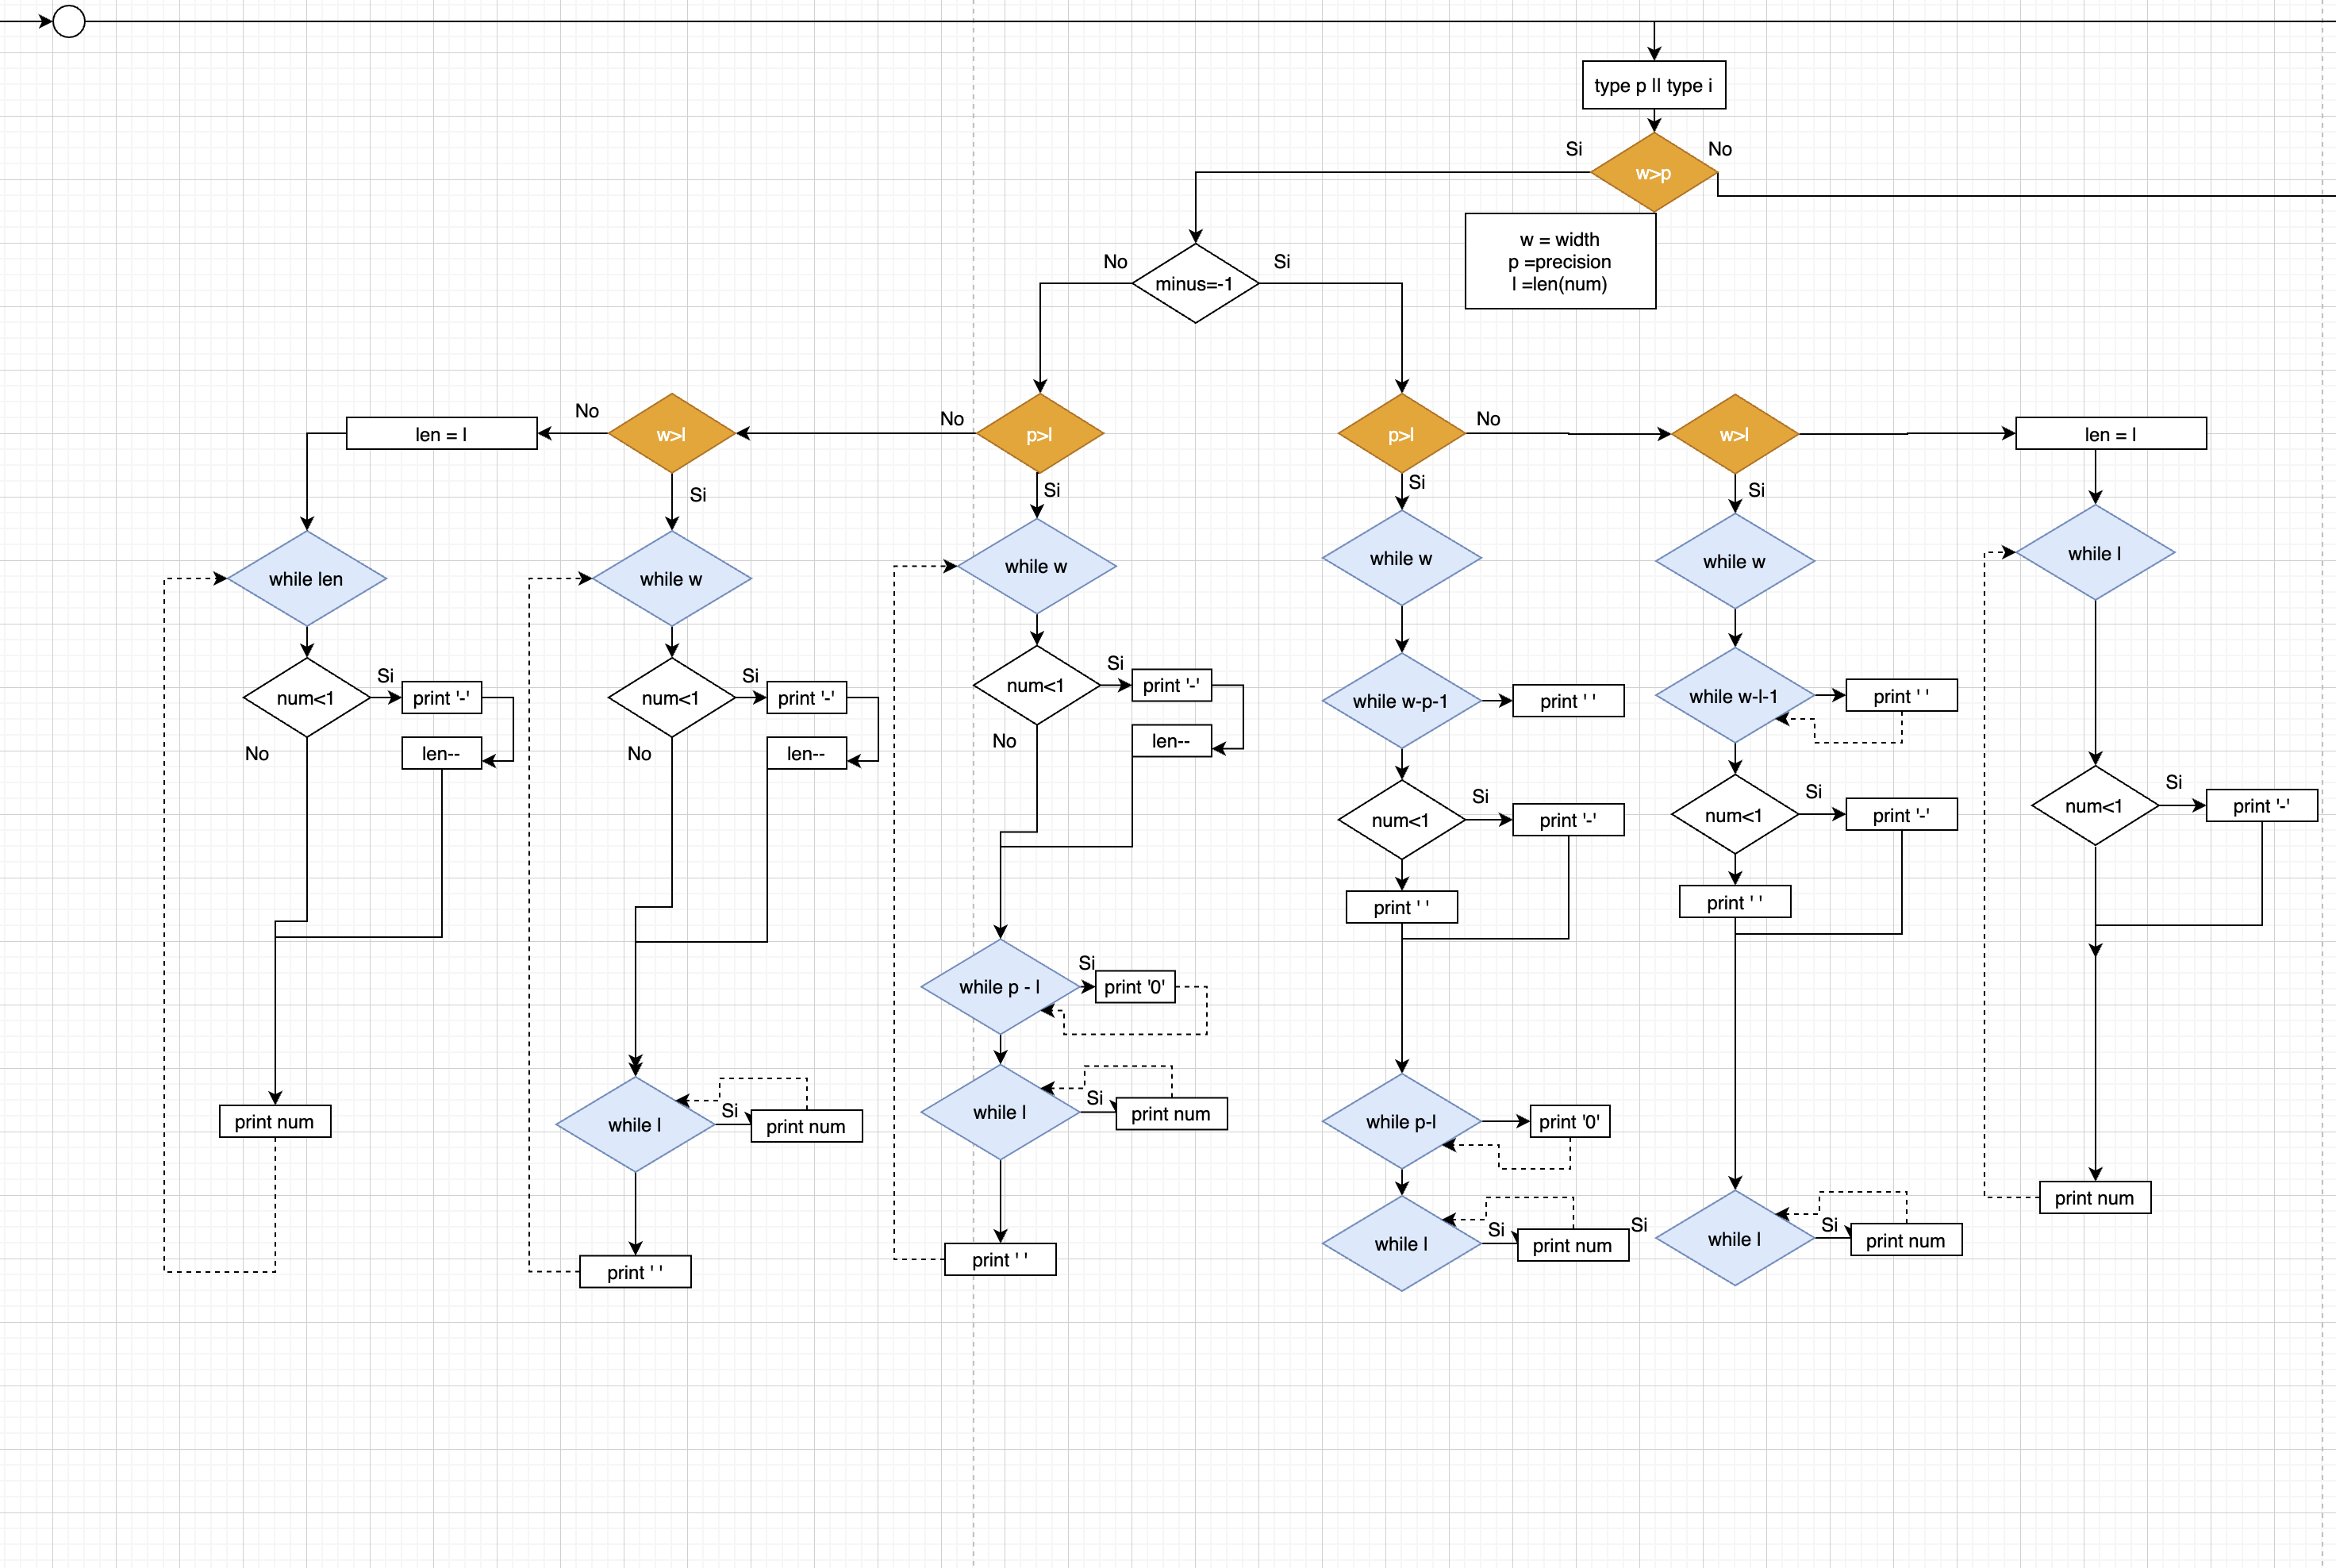 type p || type i
Si
No
w>p
w = width
p =precision
l =len(num)
No
Si
minus=-1
len = l
No
w>l
No
p>l
p>l
No
w>l
len = l
Si
Si
Si
Si
while len
while w
while w
while w
while w
while l
num<1
Si
print '-'
No
len--
num<1
Si
print '-'
No
len--
num<1
Si
print '-'
No
len--
while w-p-1
print ' '
while w-l-1
print ' '
num<1
Si
print '-'
print ' '
num<1
Si
print '-'
print ' '
num<1
Si
print '-'
while p - l
Si
print '0'
print num
while l
Si
print num
while l
Si
print num
while p-l
print '0'
print ' '
print ' '
while l
Si
print num
Si
while l
Si
print num
print num